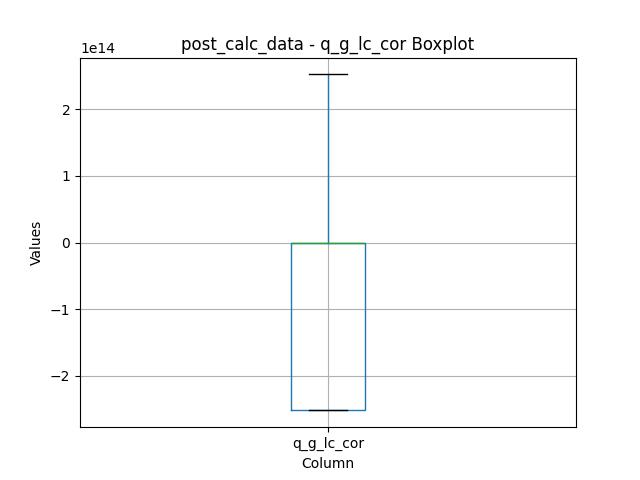 post_calc_data - q_g_lc_cor Boxplot
1e14
2
1
0
−1
−2
Values
q_g_lc_cor
Column